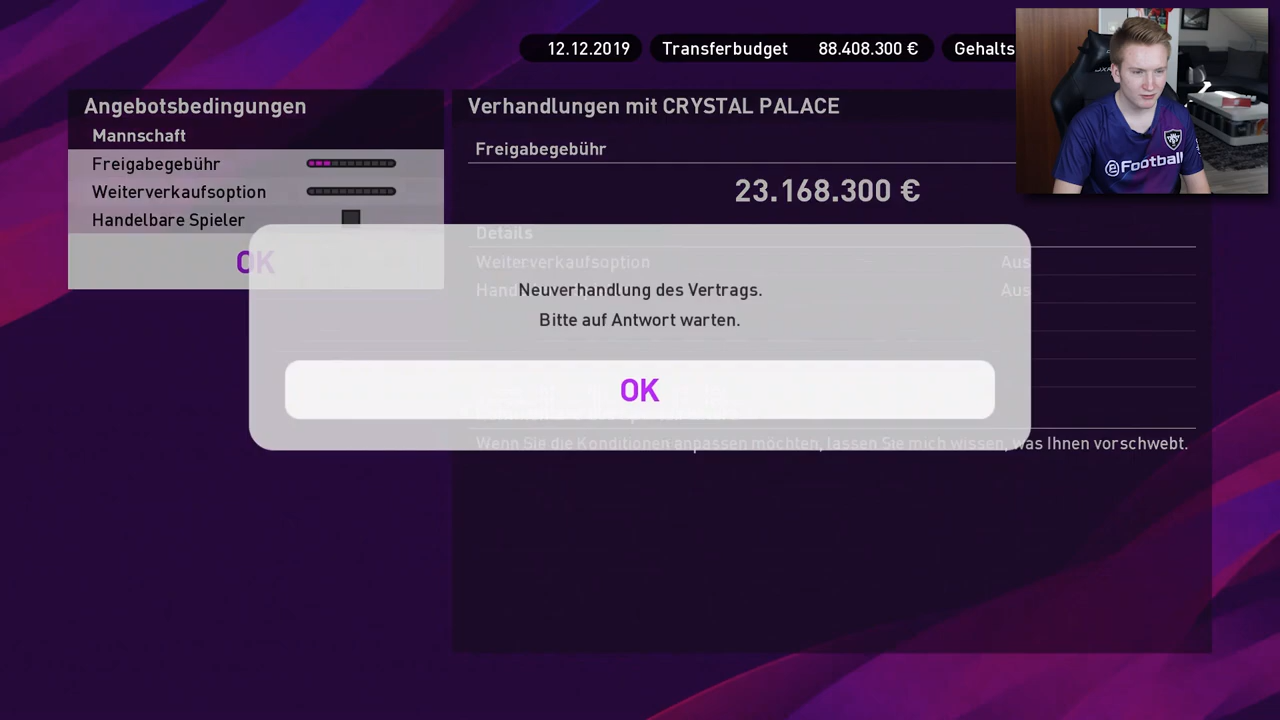 12.12.2019
Transferbudget 88.408.300 €
Gehalts
Angebotsbedingungen
Mannschaft
Freigabegebühr
Weiterverkaufsoption
Handelbare Spieler
OK
Verhandlungen mit CRYSTAL PALACE
Freigabegebühr
23.168.300 €
Details
Weiterverkaufsoption Aus
Hand Aus
Neuverhandlung des Vertrags.
Bitte auf Antwort warten.
OK
Wenn Sie die Konditionen anpassen möchten, lassen Sie mich wissen, was Ihnen vorschwebt.
eFootball